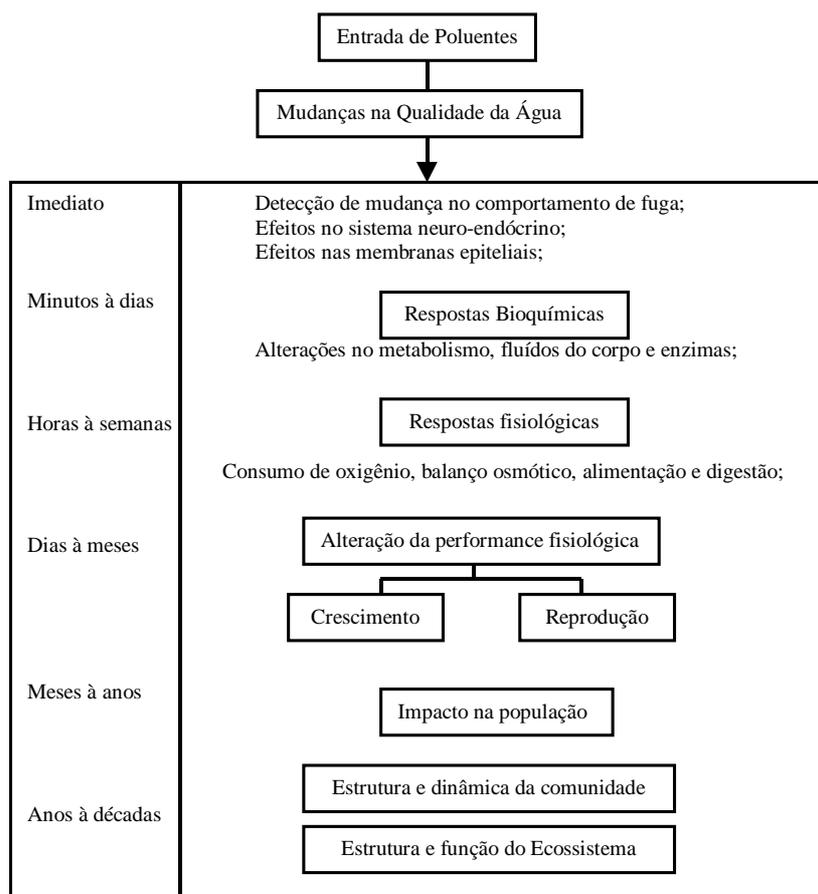 Entrada de Poluentes
Mudanças na Qualidade da Água
Imediato
Detecção de mudança no comportamento de fuga;
Efeitos no sistema neuro-endócrino;
Efeitos nas membranas epiteliais;
Minutos à dias
Respostas Bioquímicas
Alterações no metabolismo, fluídos do corpo e enzimas;
Horas à semanas
Respostas fisiológicas
Consumo de oxigênio, balanço osmótico, alimentação e digestão;
Dias à meses
Alteração da performance fisiológica
Crescimento
Reprodução
Meses à anos
Impacto na população
Anos à décadas
Estrutura e dinâmica da comunidade
Estrutura e função do Ecossistema